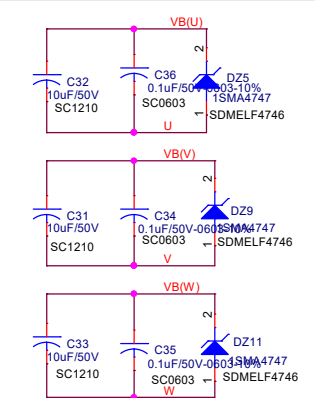 VB(U)
2
C32
C36
DZ5
10uF/50V
0.1uF/50V-0603-10%
1SMA4747
SC1210
SC0603
1
SDMELF4746
U
VB(V)
2
C31
C34
DZ9
10uF/50V
0.1uF/50V-0603-10%
1SMA4747
SC1210
SC0603
1
SDMELF4746
V
VB(W)
2
C33
C35
DZ11
10uF/50V
0.1uF/50V-0603-10%
1SMA4747
SC1210
SC0603
1
SDMELF4746
W